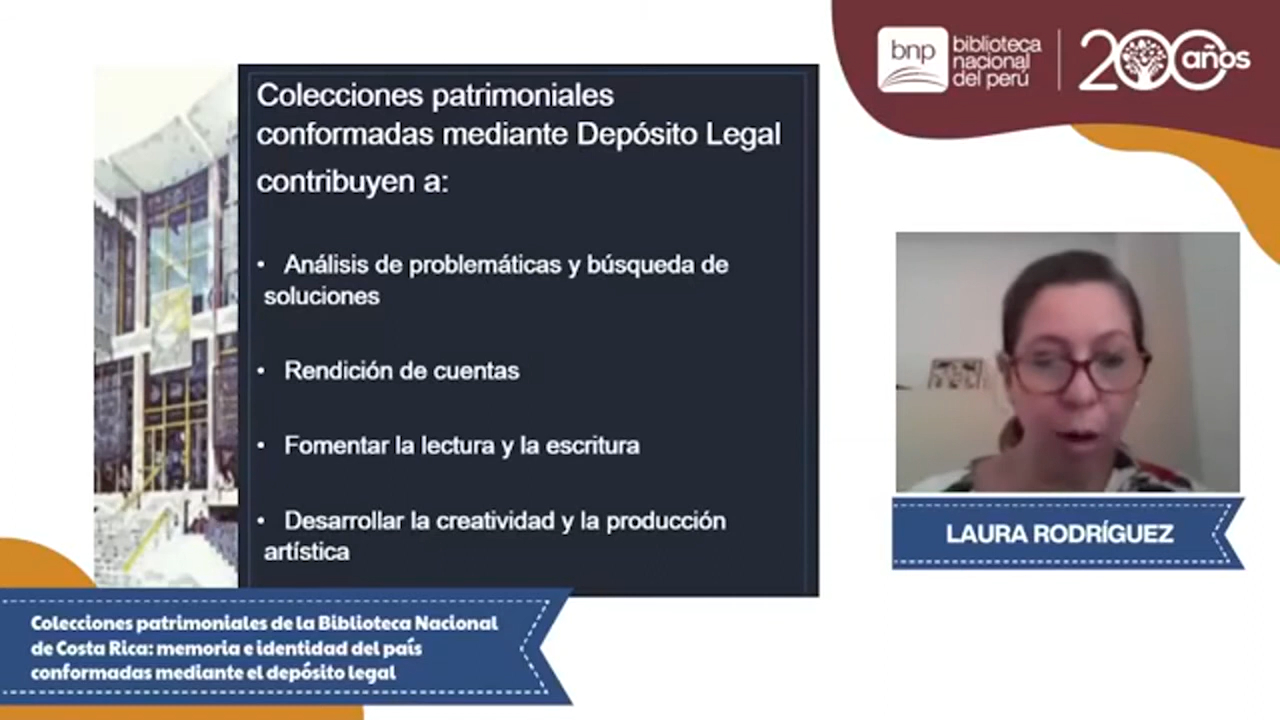 Colecciones patrimoniales
conformadas mediante Depósito Legal
contribuyen a:
• Análisis de problemáticas y búsqueda de
soluciones
• Rendición de cuentas
• Fomentar la lectura y la escritura
• Desarrollar la creatividad y la producción
artística
bnp
biblioteca
nacional
del perú
200 años
LAURA RODRÍGUEZ
Colecciones patrimoniales de la Biblioteca Nacional
de Costa Rica: memoria e identidad del país
conformadas mediante el depósito legal